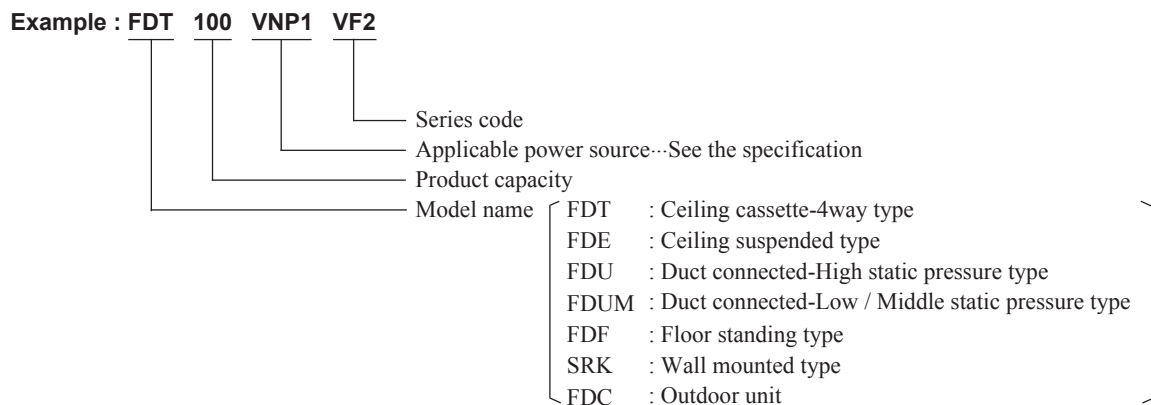 Example : FDT 100 VNP1 VF2
Series code
Applicable power source···See the specification
Product capacity
Model name
FDT : Ceiling cassette-4way type
FDE : Ceiling suspended type
FDU : Duct connected-High static pressure type
FDUM : Duct connected-Low / Middle static pressure type
FDF : Floor standing type
SRK : Wall mounted type
FDC : Outdoor unit